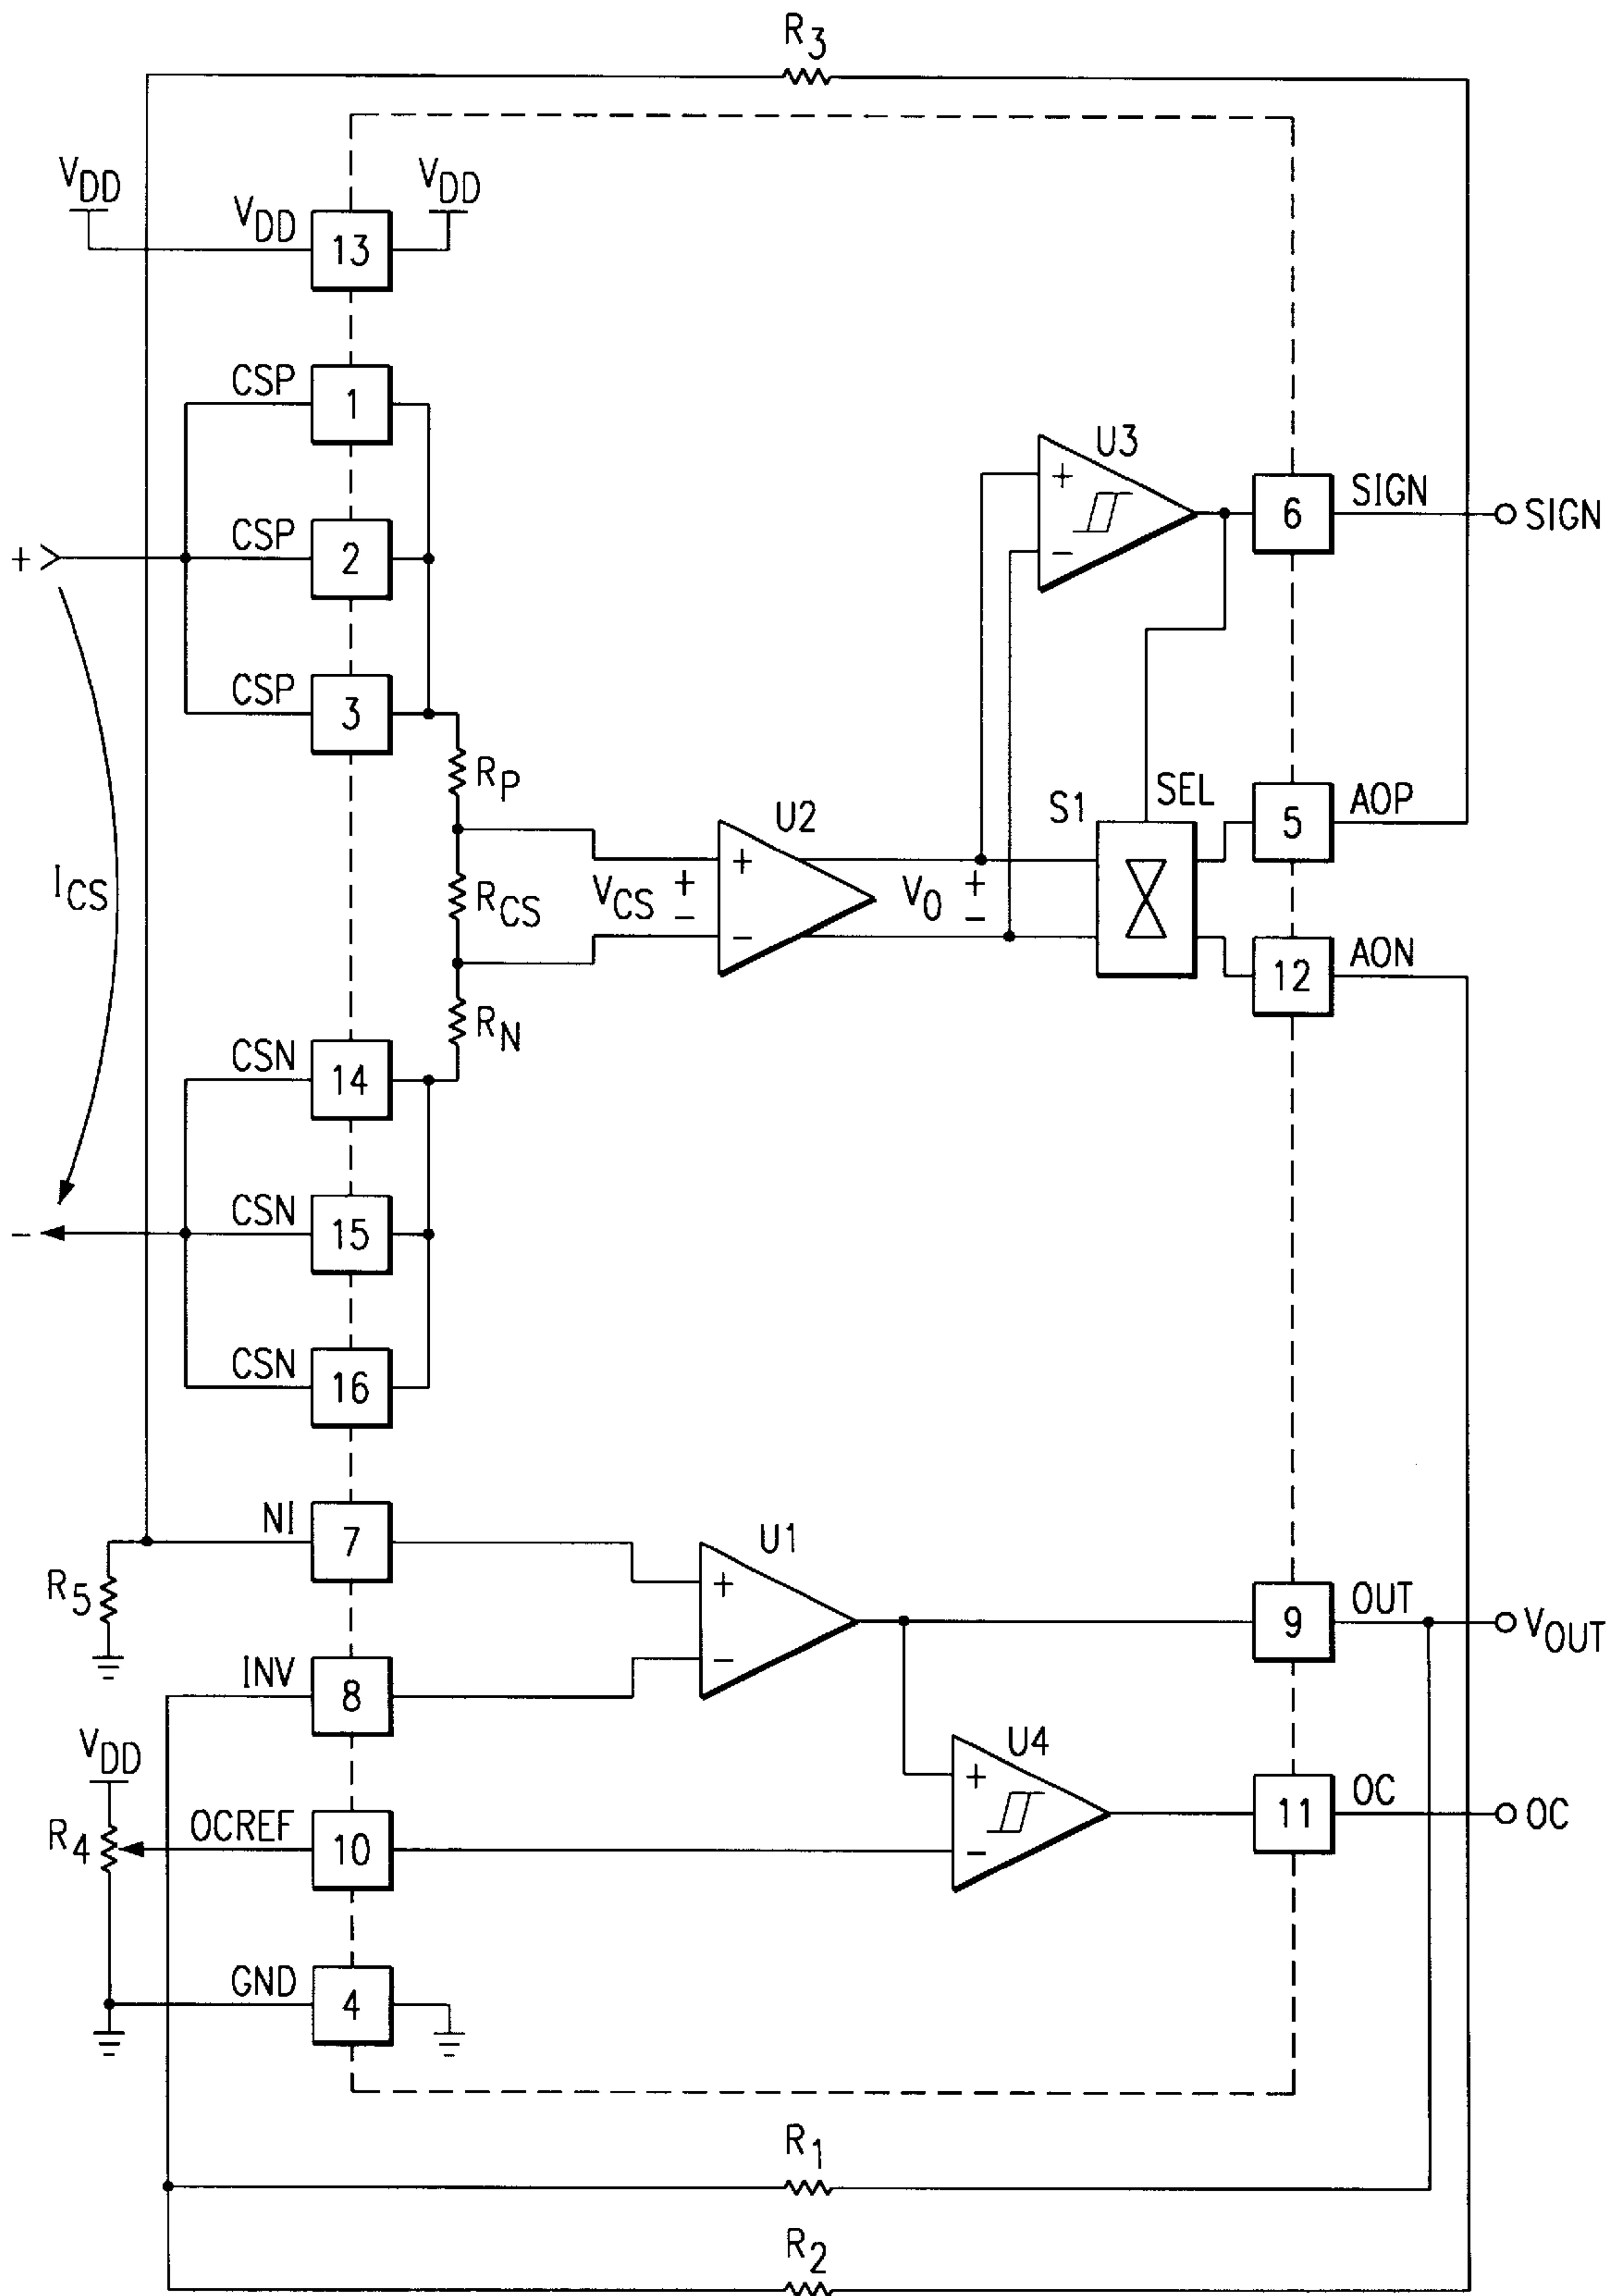 R3
VDD
VDD
VDD
13
CSP
1
U3
+
−
6
SIGN
SIGN
CSP
2
+
CSP
3
RP
SEL
S1
5
AOP
U2
+
−
ICS
RCS
VCS
+
−
VO
+
−
12
AON
RN
CSN
14
−
CSN
15
CSN
16
NI
7
U1
+
−
R5
9
OUT
VOUT
INV
8
VDD
U4
+
−
R4
OCREF
10
11
OC
OC
GND
4
R1
R2